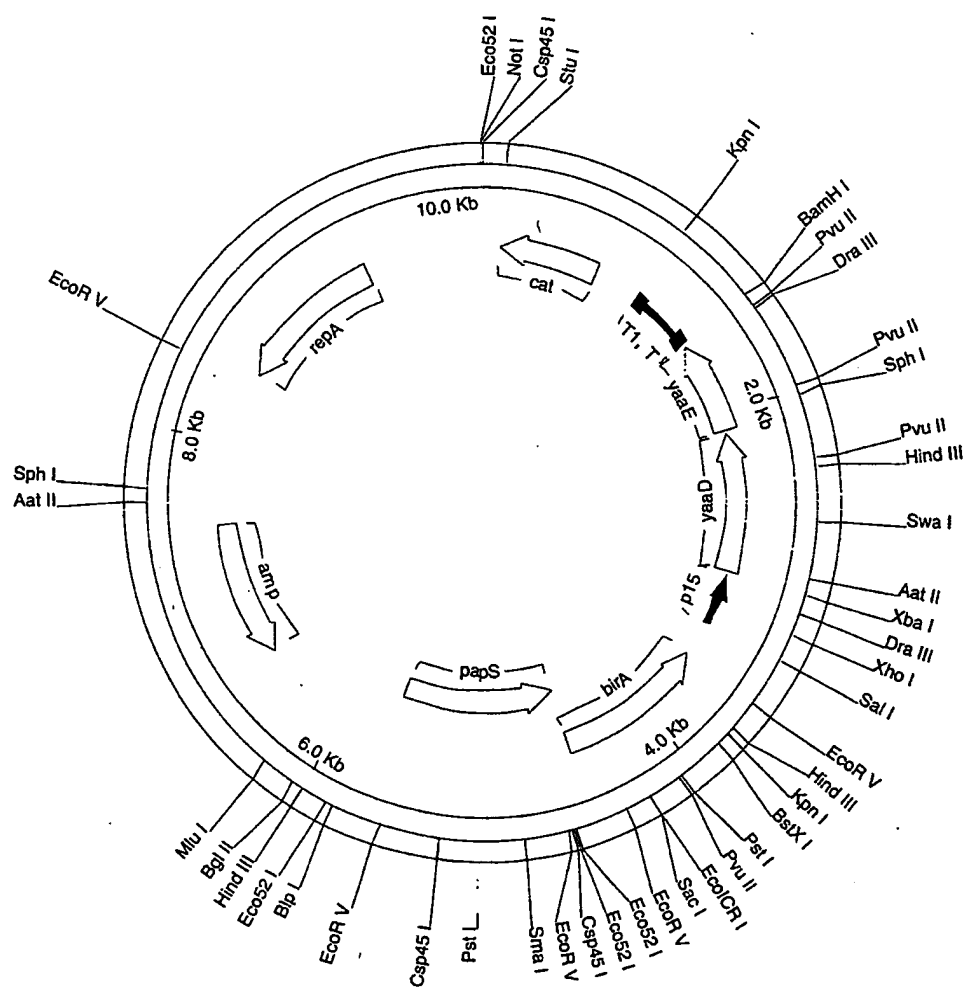 Eco52 I
Not I
Csp45 I
Stu I
Kpn I
BamH I
Pvu II
Dra III
Pvu II
Sph I
Pvu II
Hind III
Swa I
Aat II
Xba I
Dra III
Xho I
Sal I
EcoR V
Hind III
Kpn I
BstX I
Pst I
Pvu II
EcoICR I
Sac I
EcoR V
Eco52 I
Eco52 I
Csp45 I
EcoR V
Sma I
Pst I
Csp45 I
EcoR V
Blp I
Eco52 I
Hind III
Bgl II
Mlu I
Aat II
Sph I
EcoR V
10.0 Kb
2.0 Kb
4.0 Kb
6.0 Kb
8.0 Kb
cat
T1, T
yaaE
yaaD
p15
birA
papS
amp
repA